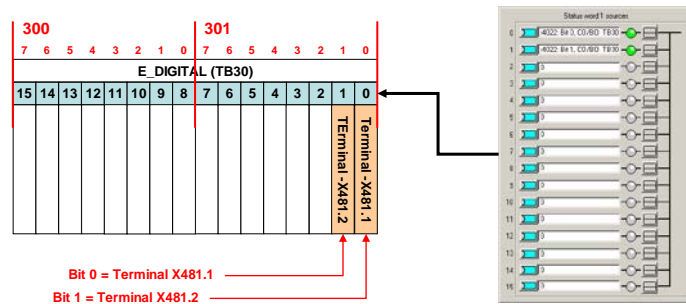 300 301
7 6 5 4 3 2 1 0 7 6 5 4 3 2 1 0
E_DIGITAL (TB30)
15 14 13 12 11 10 9 8 7 6 5 4 3 2 1 0
TErminal -X481.2
Terminal -X481.1
Bit 0 = Terminal X481.1
Bit 1 = Terminal X481.2
Status word 1 sources
0 r4022: Bit 0, CO/BO: TB30
1 r4022: Bit 1, CO/BO: TB30
2 0
3 0
4 0
5 0
6 0
7 0
8 0
9 0
10 0
11 0
12 0
13 0
14 0
15 0